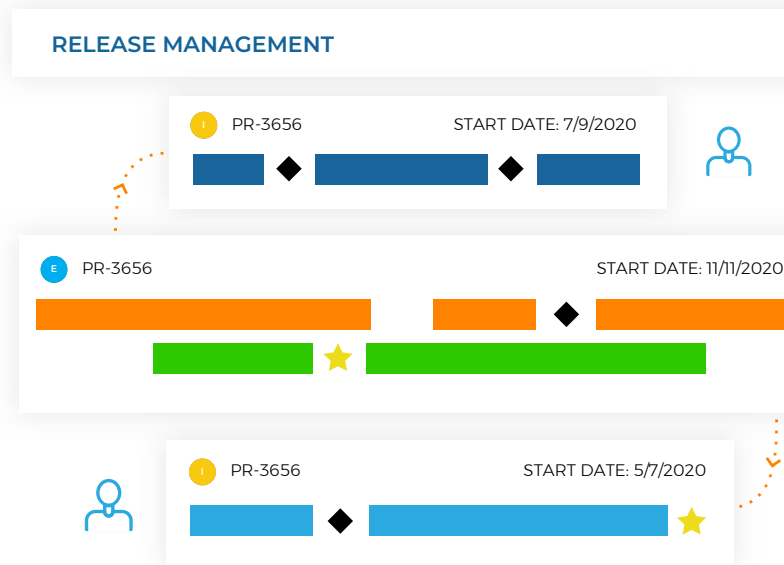 RELEASE MANAGEMENT
I PR-3656 START DATE: 7/9/2020
E PR-3656 START DATE: 11/11/2020
I PR-3656 START DATE: 5/7/2020